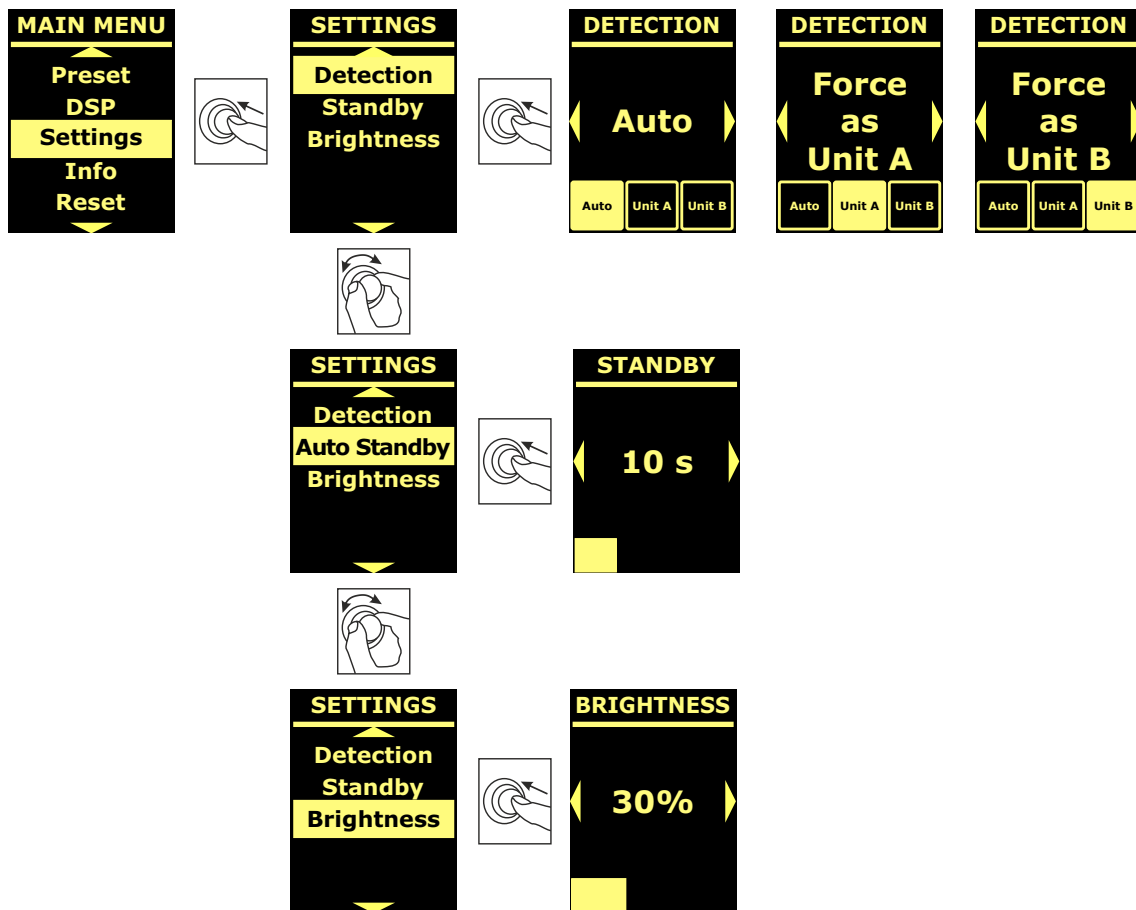 MAIN MENU
Preset
DSP
Settings
Info
Reset
SETTINGS
Detection
Standby
Brightness
DETECTION
Auto
Auto Unit A Unit B
DETECTION
Force
as
Unit A
Auto Unit A Unit B
DETECTION
Force
as
Unit B
Auto Unit A Unit B
SETTINGS
Detection
Auto Standby
Brightness
STANDBY
10 s
SETTINGS
Detection
Standby
Brightness
BRIGHTNESS
30%